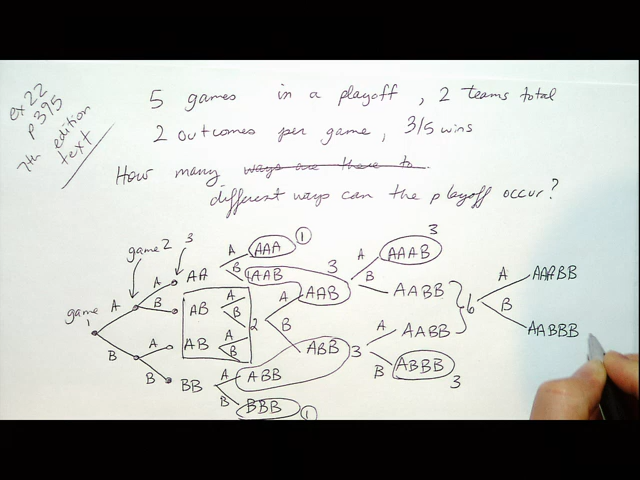 ex 22
p 395
7th edition
text
5 games in a playoff, 2 teams total
2 outcomes per game, 3/5 wins
How many ways are there to
different ways can the playoff occur?
game 1
game 2
3
A
B
A
B
A
B
AA
AB
AB
BB
A
B
A
B
A
B
A
B
AAA
1
AAB
2
ABB
BBB
1
A
B
3
AAB
ABB
3
A
B
A
B
AAAB
3
AABB
AABB
ABBB
3
6
A
B
AAABB
AABBB